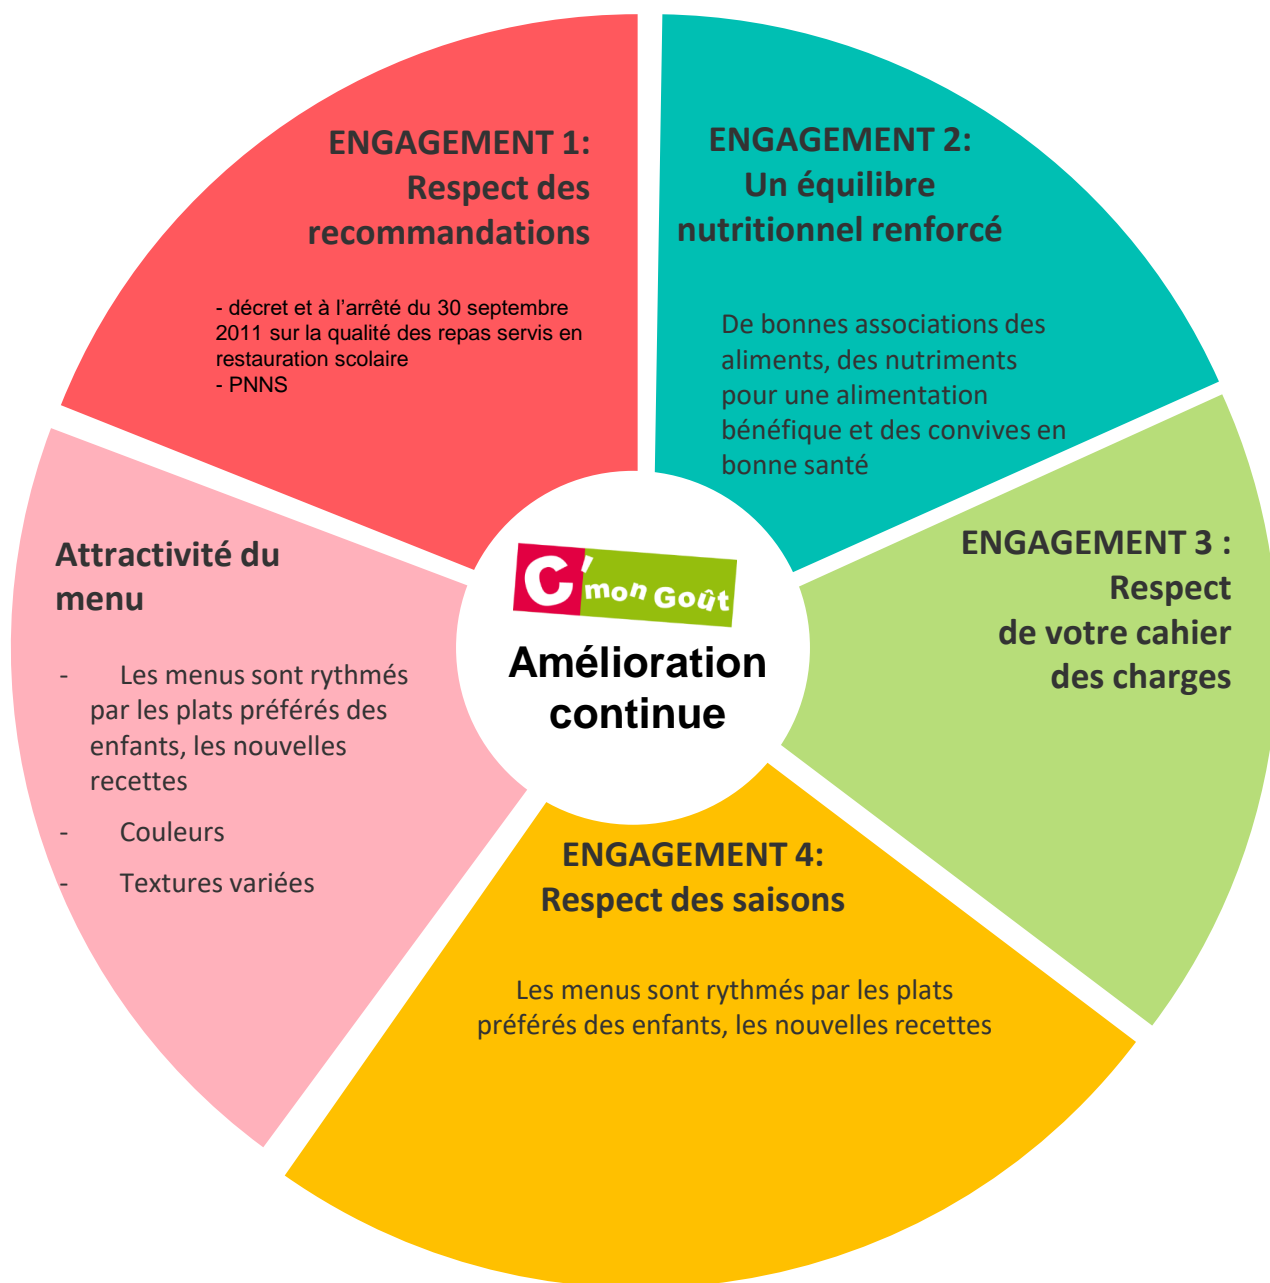 ENGAGEMENT 1:
Respect des
recommandations
- décret et à l’arrêté du 30 septembre
2011 sur la qualité des repas servis en
restauration scolaire
- PNNS
ENGAGEMENT 2:
Un équilibre
nutritionnel renforcé
De bonnes associations des
aliments, des nutriments
pour une alimentation
bénéfique et des convives en
bonne santé
ENGAGEMENT 3 :
Respect
de votre cahier
des charges
ENGAGEMENT 4:
Respect des saisons
Les menus sont rythmés par les plats
préférés des enfants, les nouvelles recettes
Attractivité du
menu
- Les menus sont rythmés
par les plats préférés des
enfants, les nouvelles
recettes
- Couleurs
- Textures variées
C'mon Goût
Amélioration
continue